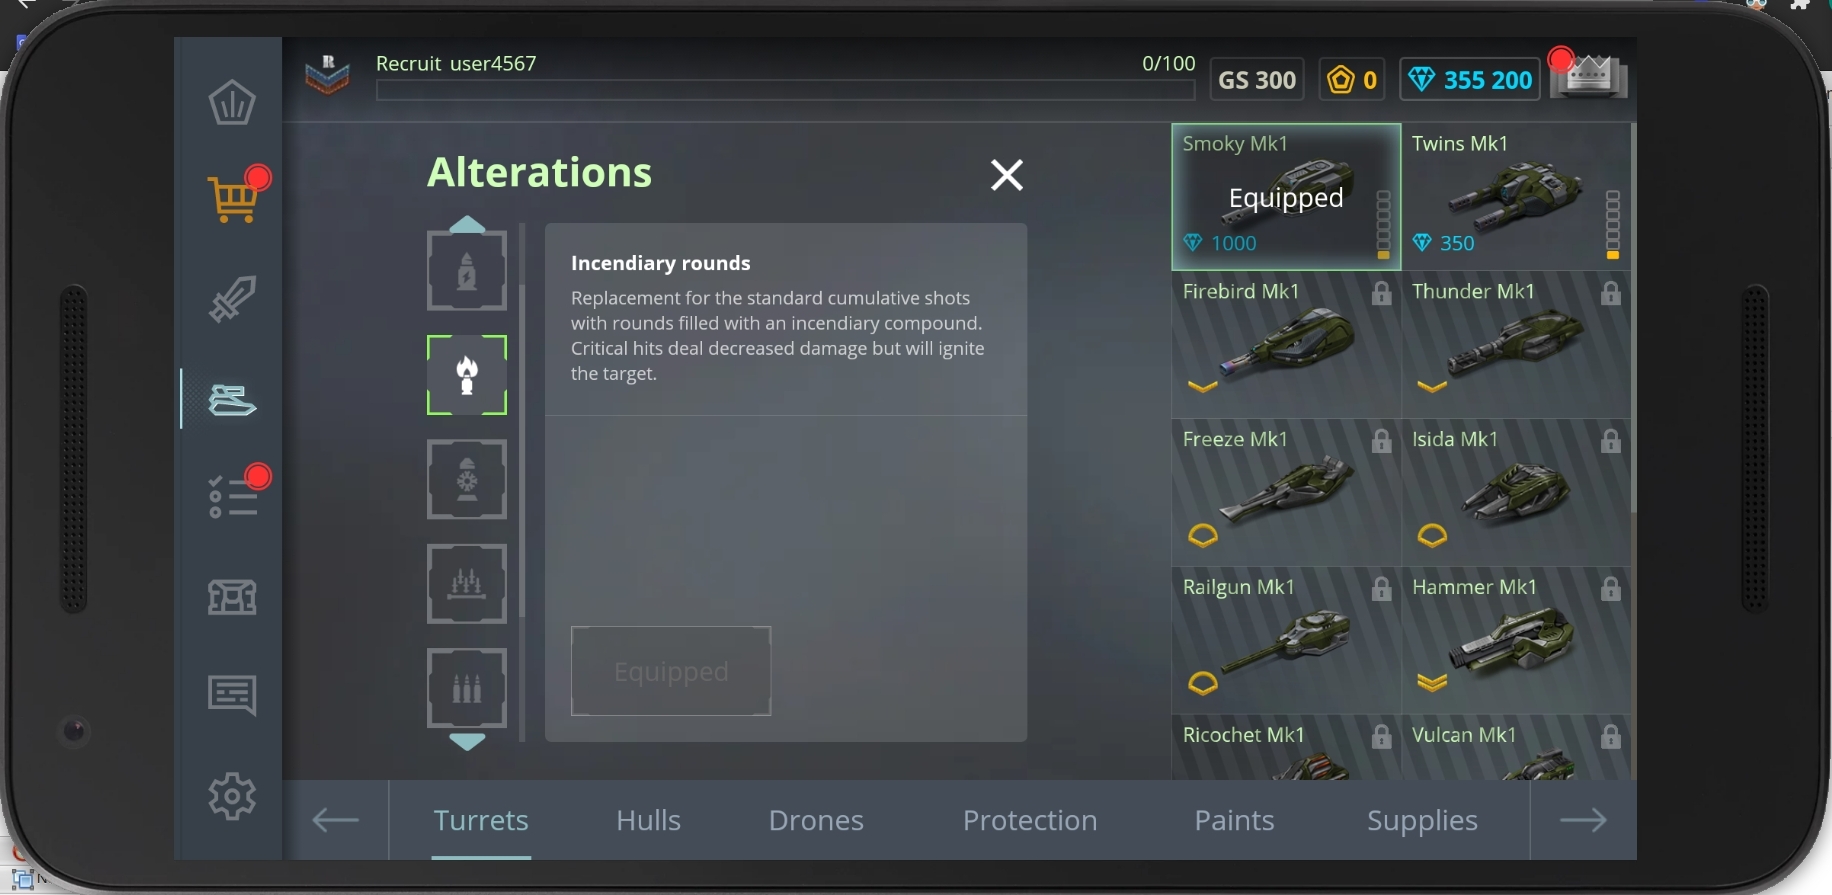 R
Recruit user4567
0/100
GS 300
0
355 200
Alterations
Incendiary rounds
Replacement for the standard cumulative shots
with rounds filled with an incendiary compound.
Critical hits deal decreased damage but will ignite
the target.
Equipped
Smoky Mk1
Equipped
1000
Twins Mk1
350
Firebird Mk1
Thunder Mk1
Freeze Mk1
Isida Mk1
Railgun Mk1
Hammer Mk1
Ricochet Mk1
Vulcan Mk1
Turrets
Hulls
Drones
Protection
Paints
Supplies